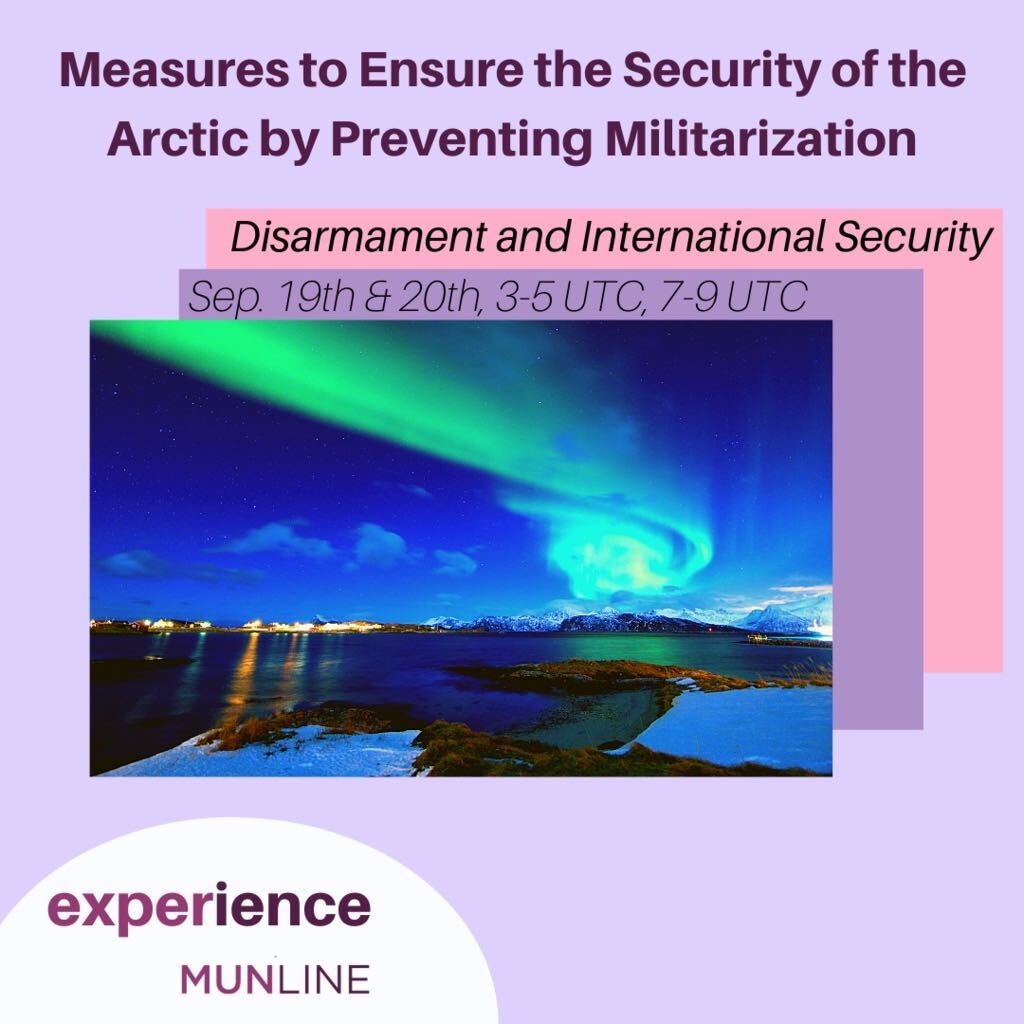 Measures to Ensure the Security of the
Arctic by Preventing Militarization
Disarmament and International Security
Sep. 19th & 20th, 3-5 UTC, 7-9 UTC
experience
MUNLINE